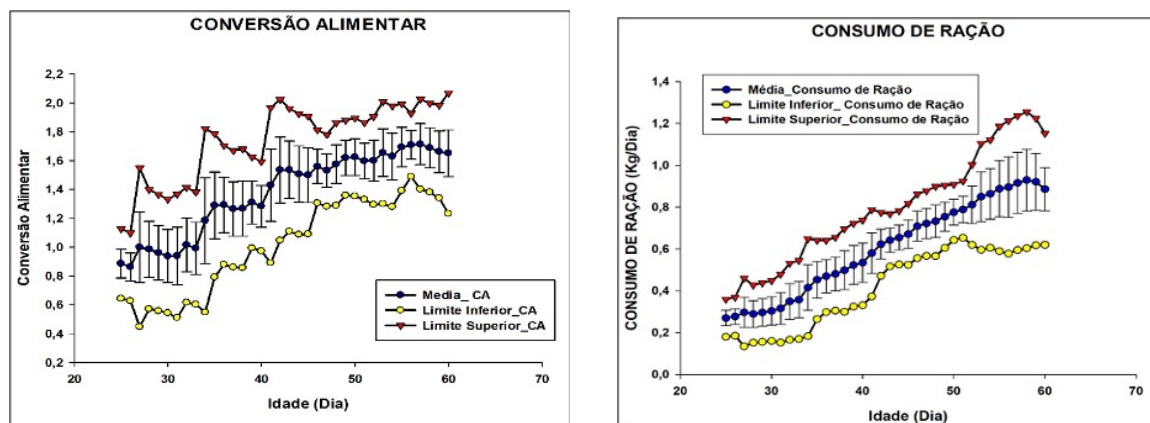 CONVERSÃO ALIMENTAR
Conversão Alimentar
2,2
2,0
1,8
1,6
1,4
1,2
1,0
0,8
0,6
0,4
0,2
Media_ CA
Limite Inferior_CA
Limite Superior_CA
20
30
40
50
60
70
Idade (Dia)
CONSUMO DE RAÇÃO
CONSUMO DE RAÇÃO (Kg/Dia)
1,4
1,2
1,0
0,8
0,6
0,4
0,2
0,0
Média_Consumo de Ração
Limite Inferior_ Consumo de Ração
Limite Superior_Consumo de Ração
20
30
40
50
60
70
Idade (Dia)